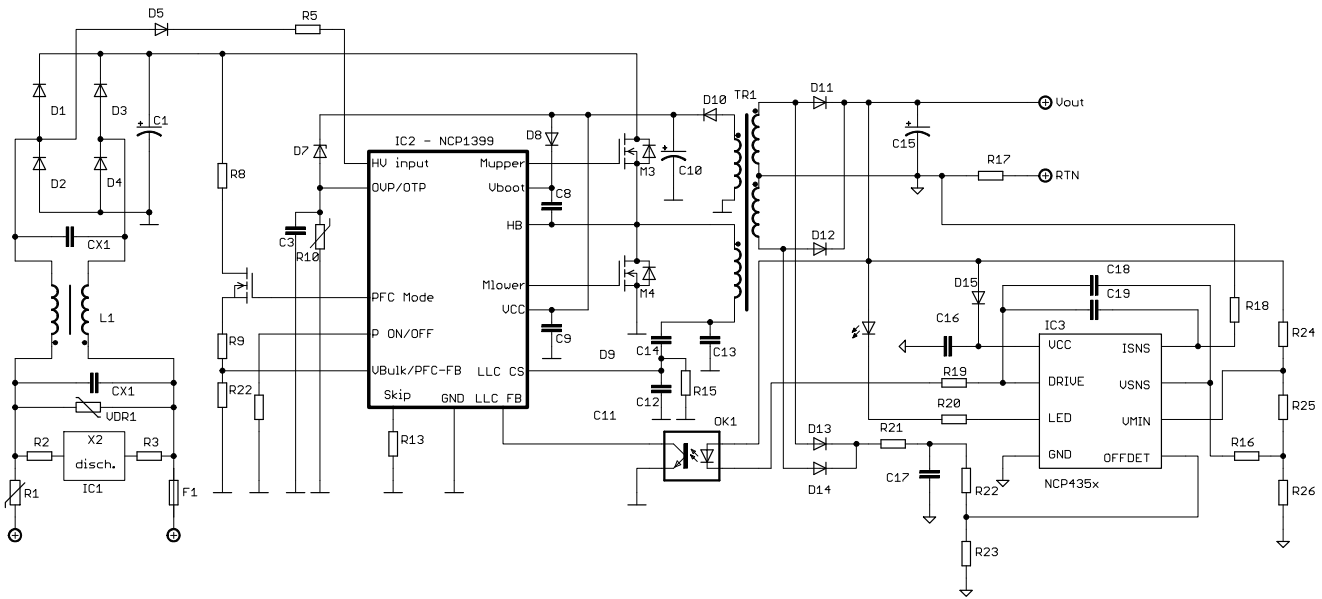 D5
R5
D1
D3
C1
D2
D4
CX1
L1
CX1
VDR1
R2
X2
disch.
R3
IC1
R1
F1
R8
R9
R22
D7
C3
R10
IC2 - NCP1399
HV input
OVP/OTP
PFC Mode
P ON/OFF
VBulk/PFC-FB
Skip
GND
LLC FB
Mupper
Vboot
HB
Mlower
VCC
LLC CS
R13
D8
C8
C9
M3
M4
C10
D10
TR1
D9
C14
C13
C12
R15
C11
OK1
D11
D12
C15
Vout
R17
RTN
D15
C16
C18
C19
R18
IC3
VCC
DRIVE
LED
GND
ISNS
VSNS
VMIN
OFFDET
NCP435x
R19
R20
D13
D14
R21
C17
R22
R23
R16
R24
R25
R26